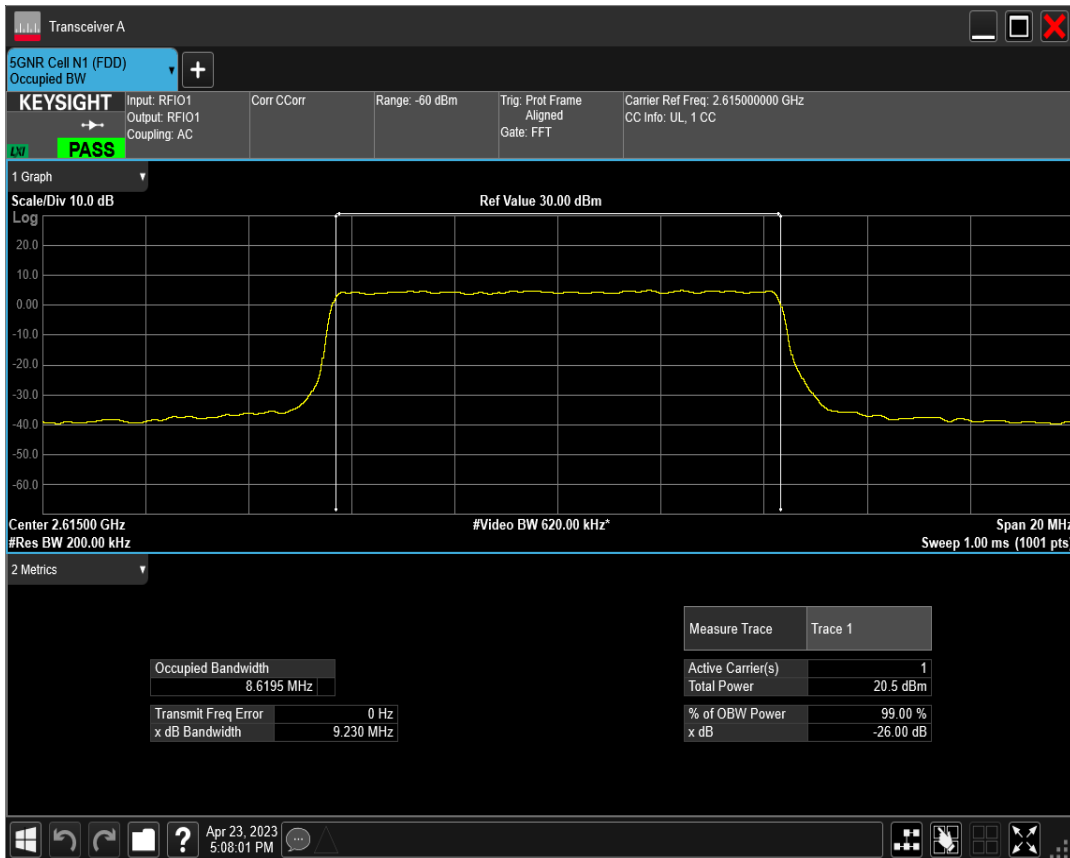 Transceiver A
5GNR Cell N1 (FDD)
Occupied BW
+
KEYSIGHT
LXI
PASS
Input: RFIO1
Output: RFIO1
Coupling: AC
Corr CCorr
Range: -60 dBm
Trig: Prot Frame
Aligned
Gate: FFT
Carrier Ref Freq: 2.615000000 GHz
CC Info: UL, 1 CC
1 Graph
Scale/Div 10.0 dB
Ref Value 30.00 dBm
Log
20.0
10.0
0.00
-10.0
-20.0
-30.0
-40.0
-50.0
-60.0
Center 2.61500 GHz
#Video BW 620.00 kHz*
Span 20 MHz
#Res BW 200.00 kHz
Sweep 1.00 ms (1001 pts)
2 Metrics
Measure Trace Trace 1
Occupied Bandwidth
8.6195 MHz
Active Carrier(s) 1
Total Power 20.5 dBm
Transmit Freq Error 0 Hz
x dB Bandwidth 9.230 MHz
% of OBW Power 99.00 %
x dB -26.00 dB
?
Apr 23, 2023
5:08:01 PM